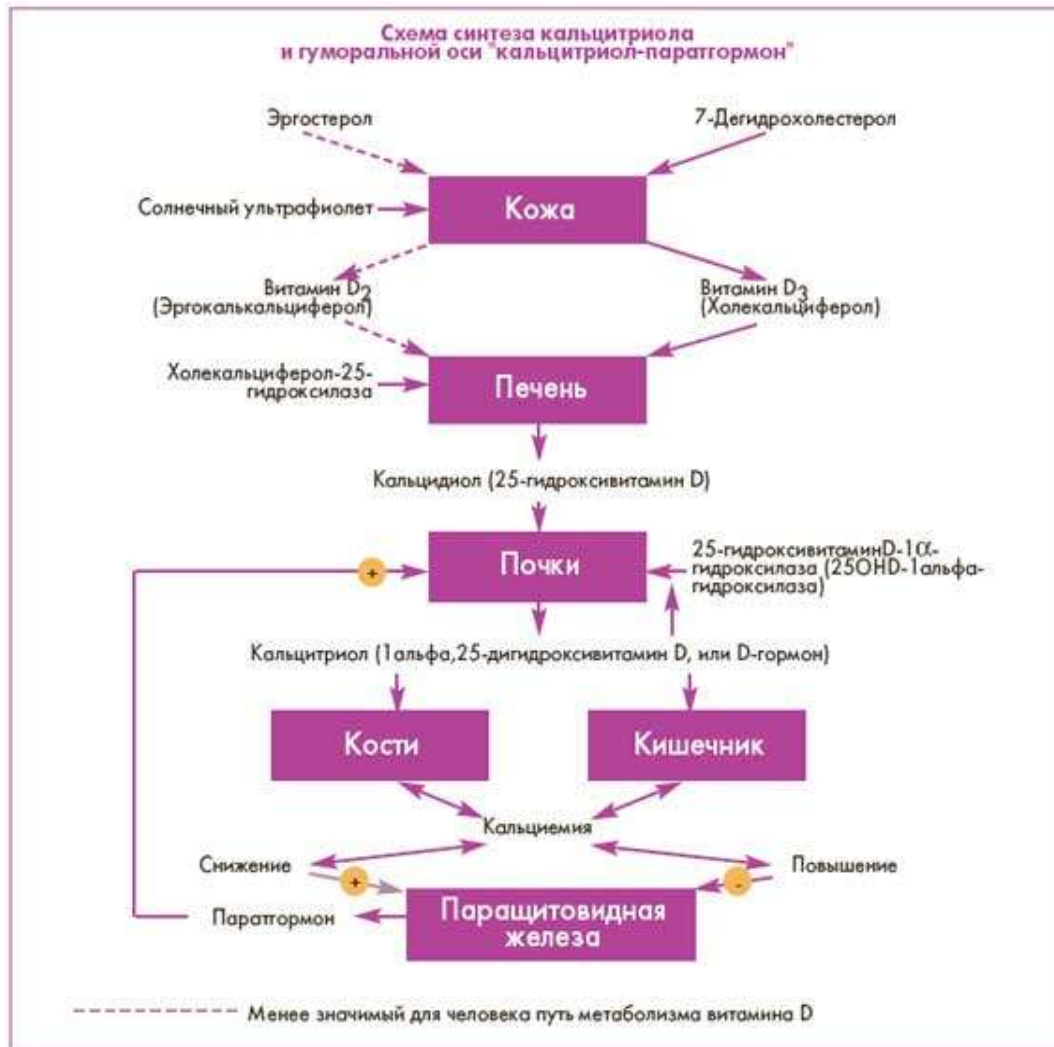 Схема синтеза кальцитриола
и гуморальной оси "кальцитриол-паратгормон"
Эргостерол
7-Дегидрохолестерол
Солнечный ультрафиолет
Кожа
Витамин D2
(Эргокалькальциферол)
Витамин D3
(Холекальциферол)
Холекальциферол-25-
гидроксилаза
Печень
Кальцидиол (25-гидроксивитамин D)
+
Почки
25-гидроксивитаминD-1α-
гидроксилаза (25OHD-1альфа-
гидроксилаза)
Кальцитриол (1альфа,25-дигидроксивитамин D, или D-гормон)
Кости
Кишечник
Кальциемия
Снижение
Повышение
+
-
Паратгормон
Паращитовидная
железа
Менее значимый для человека путь метаболизма витамина D